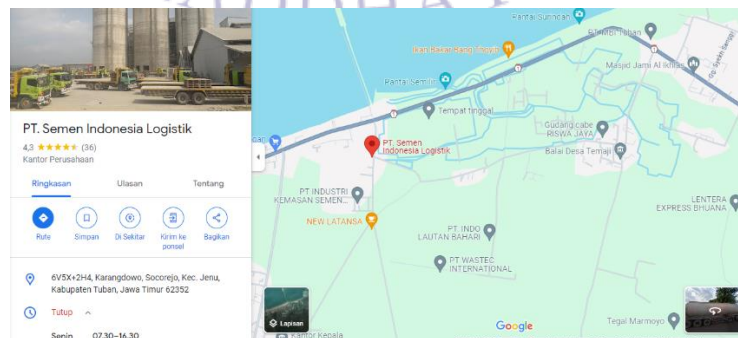 PT. Semen Indonesia Logistik
4,3 ★★★★★ (36)
Kantor Perusahaan
Ringkasan
Ulasan
Tentang
Rute
Simpan
Di Sekitar
Kirim ke
ponsel
Bagikan
6V5X+2H4, Karangdowo, Socorejo, Kec. Jenu,
Kabupaten Tuban, Jawa Timur 62352
Tutup
Senin 07.30–16.30
Pantai Surindah
Pantai Semilir
Masjid Jami Al Ikhlas
Tempat tinggal
Gudang cabe
RISWA JAYA
Balai Desa Temaji
PT. Semen
Indonesia Logistik
PT INDUSTRI
KEMASAN SEMEN...
NEW LATANSA
PT. INDO
LAUTAN BAHARI
PT WASTEC
INTERNATIONAL
LENTERA
EXPRESS BHUANA
Lapisan
Google
Tegal Marmoyo
Kantor Kepala